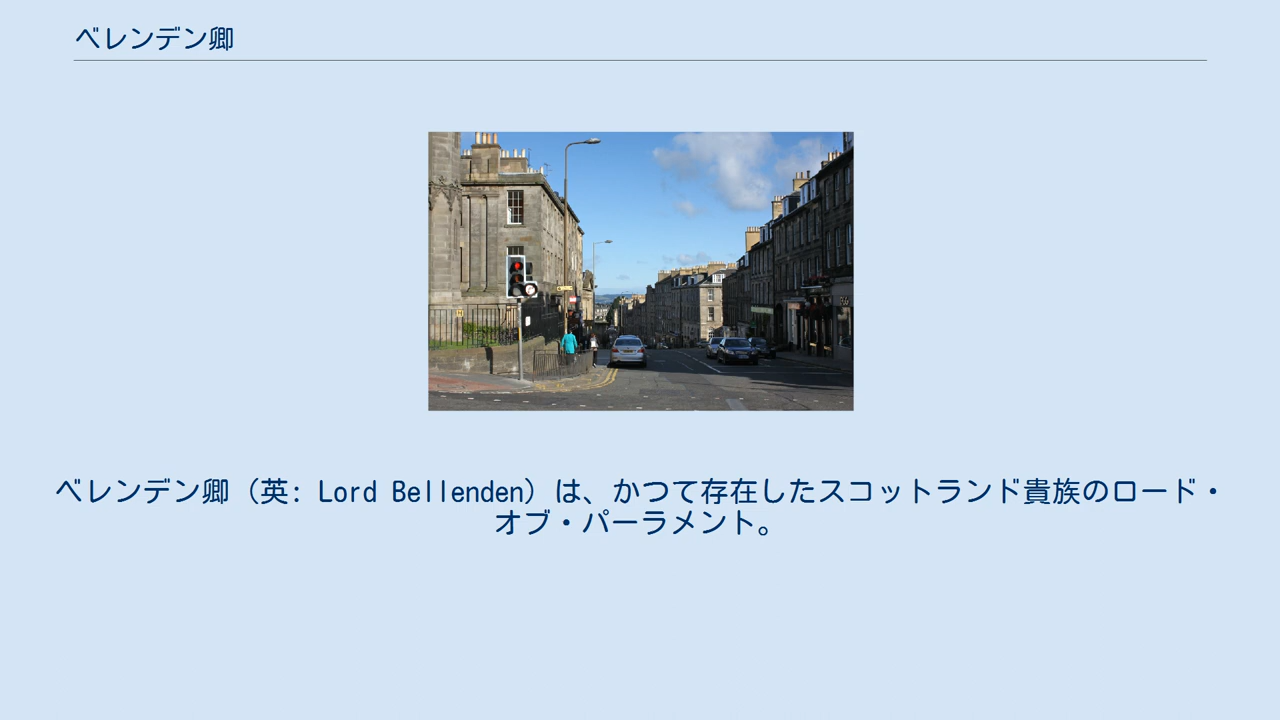 ベレンデン卿
ベレンデン卿（英: Lord Bellenden）は、かつて存在したスコットランド貴族のロード・
オブ・パーラメント。